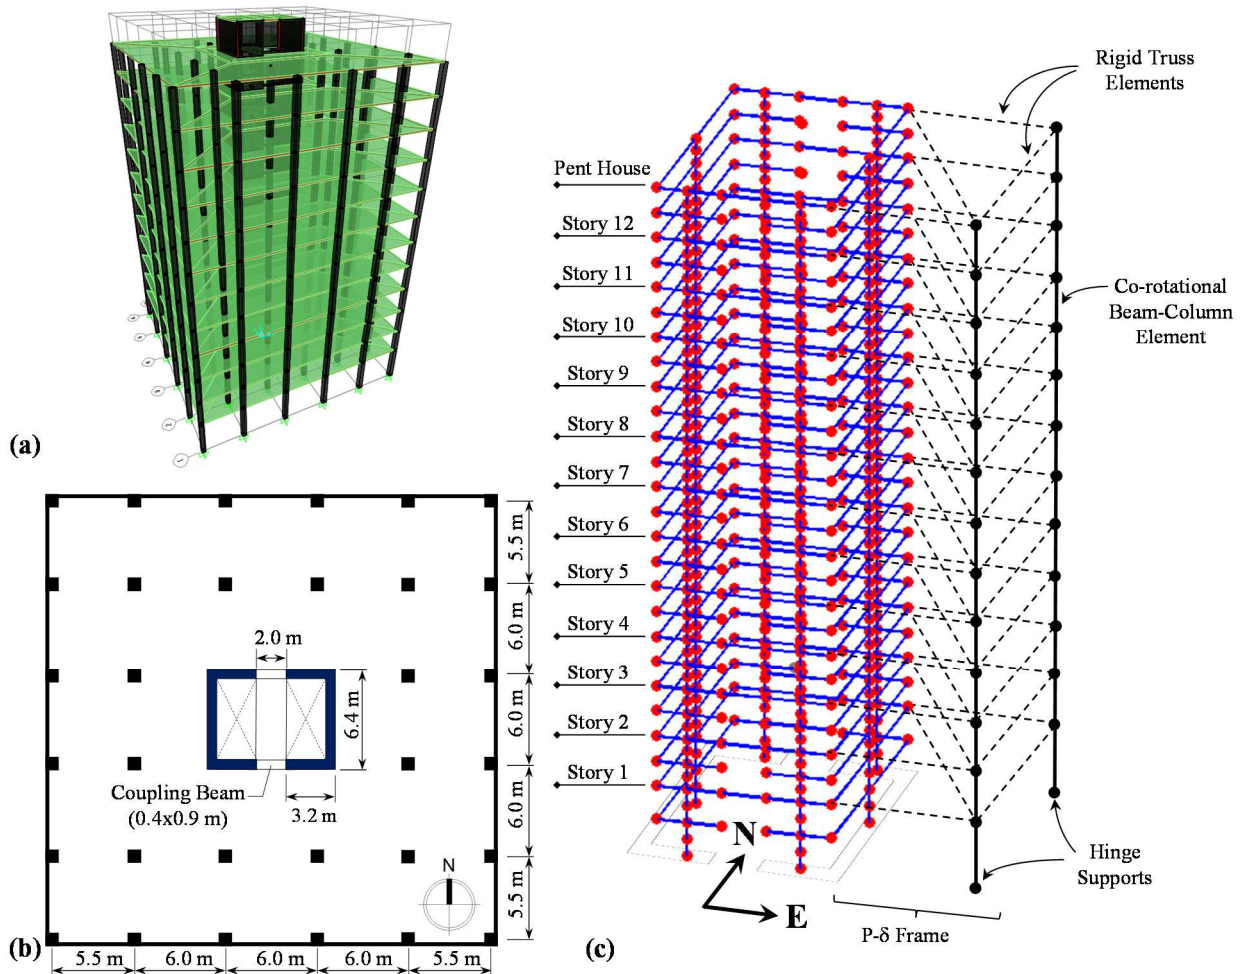 (a)
Rigid Truss
Elements
Pent House
Story 12
Story 11
Story 10
Story 9
Story 8
Story 7
Story 6
Story 5
Story 4
Story 3
Story 2
Story 1
Co-rotational
Beam-Column
Element
Hinge
Supports
N
E
P-δ Frame
(c)
2.0 m
6.4 m
3.2 m
Coupling Beam
(0.4x0.9 m)
N
5.5 m
6.0 m
6.0 m
6.0 m
5.5 m
(b)
5.5 m
6.0 m
6.0 m
6.0 m
5.5 m